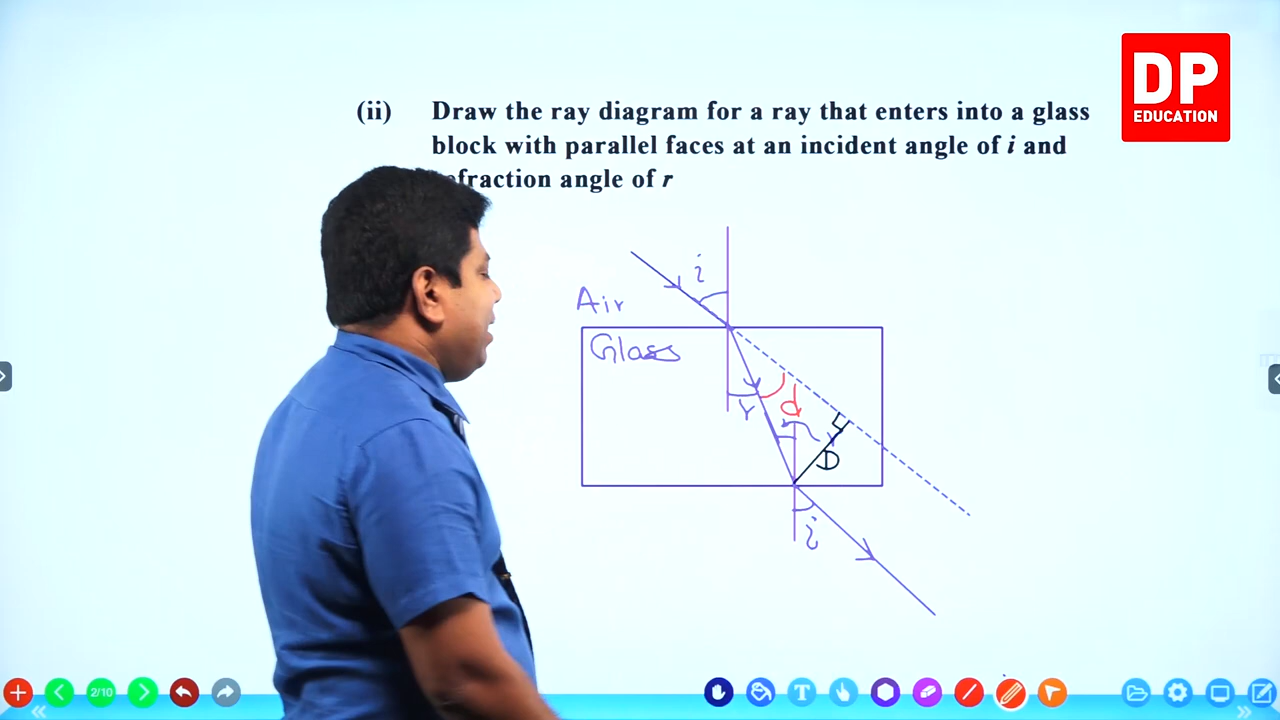 DP
EDUCATION
(ii) Draw the ray diagram for a ray that enters into a glass
block with parallel faces at an incident angle of i and
refraction angle of r
i
Air
Glass
r
d
r
D
i
2/10
T